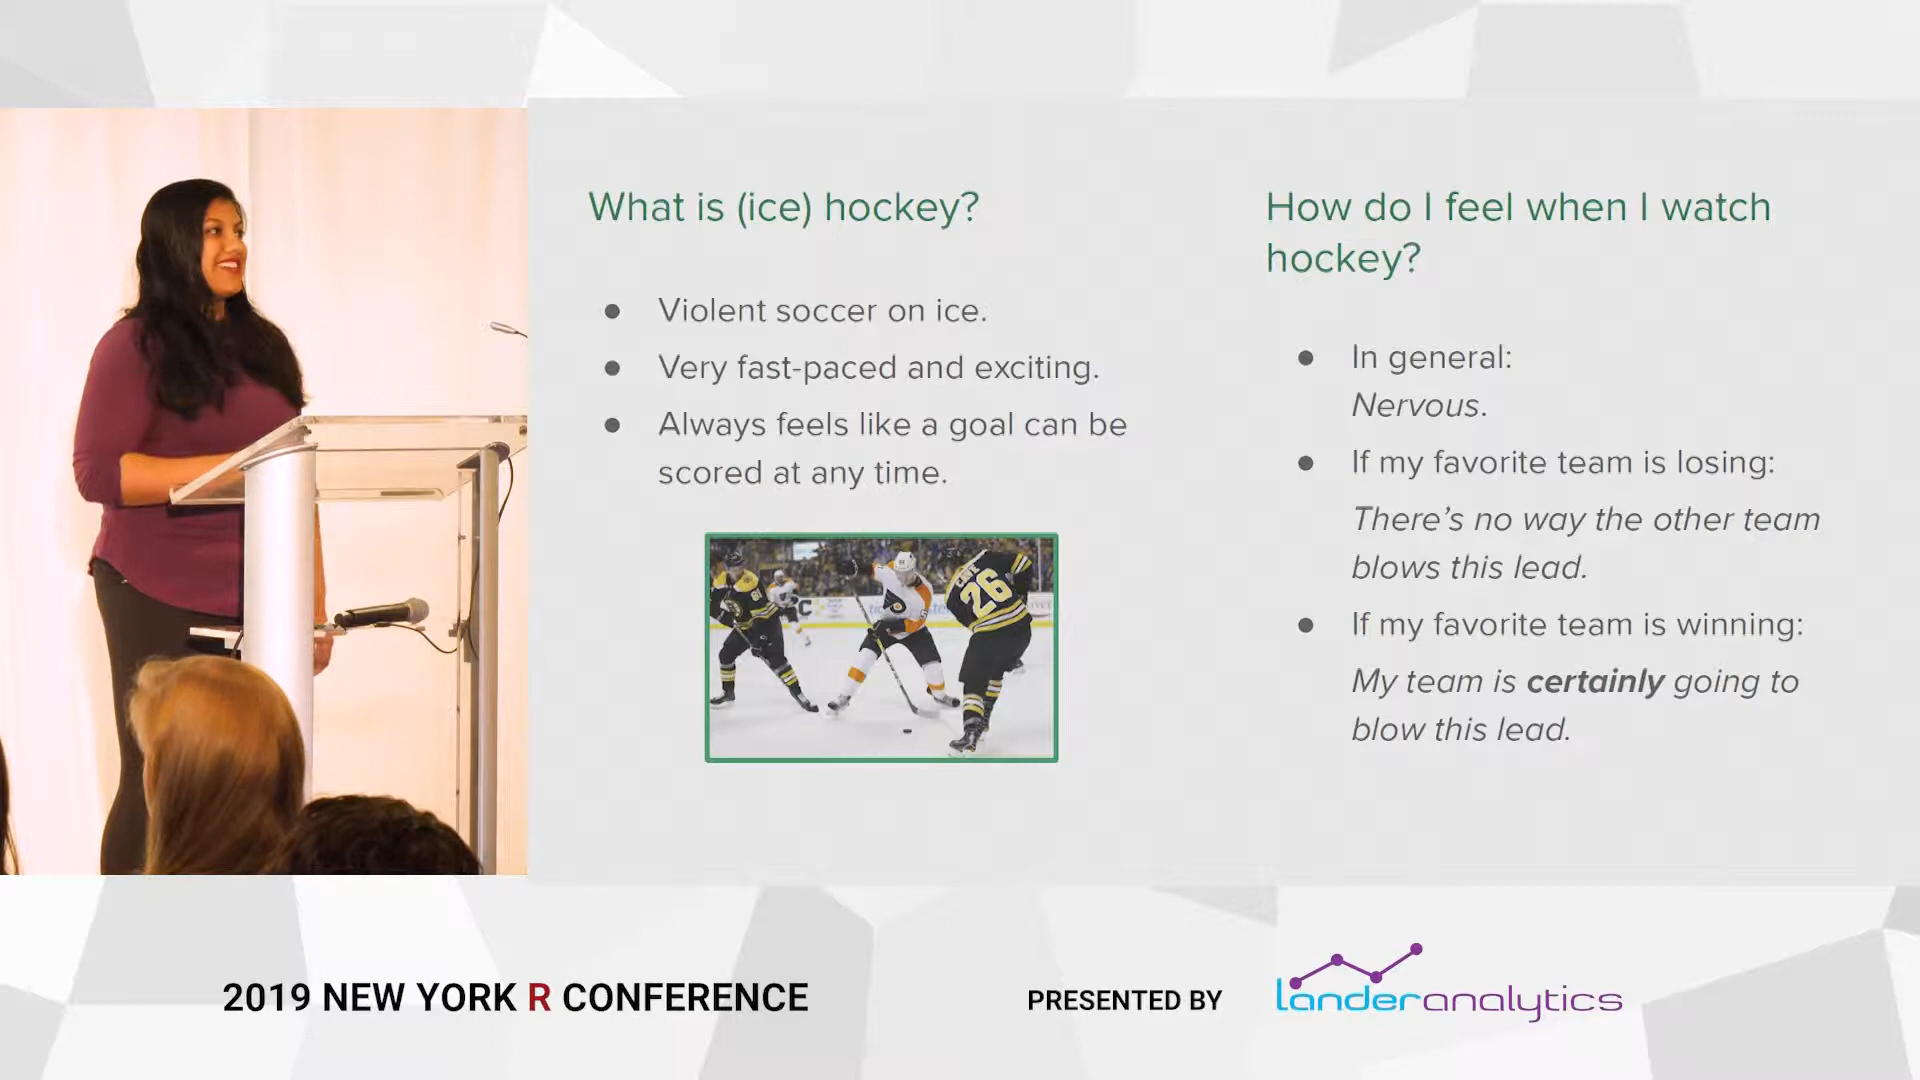 What is (ice) hockey?
● Violent soccer on ice.
● Very fast-paced and exciting.
● Always feels like a goal can be
scored at any time.
26
How do I feel when I watch
hockey?
● In general:
Nervous.
● If my favorite team is losing:
There's no way the other team
blows this lead.
● If my favorite team is winning:
My team is certainly going to
blow this lead.
2019 NEW YORK R CONFERENCE
PRESENTED BY
landeranalytics